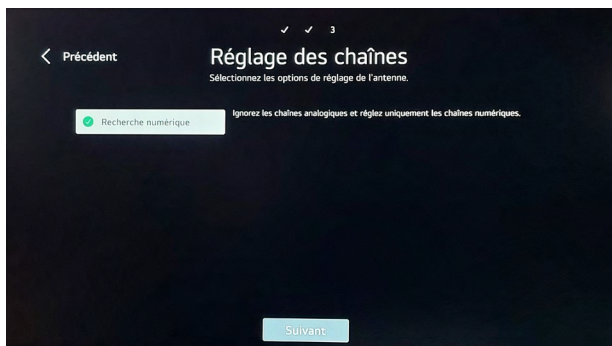 ✓ ✓ 3
Précédent
Réglage des chaînes
Sélectionnez les options de réglage de l'antenne.
Recherche numérique
Ignorez les chaînes analogiques et réglez uniquement les chaînes numériques.
Suivant